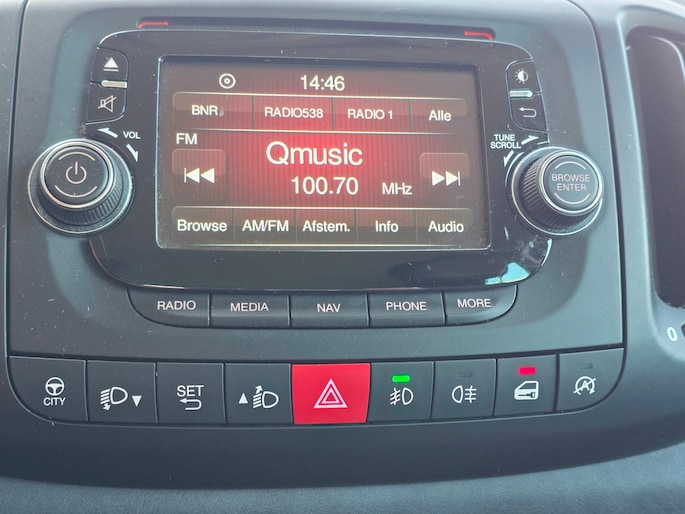 14:46
BNR RADIO538 RADIO 1 Alle
VOL
TUNE
SCROLL
FM
Qmusic
100.70 MHz
BROWSE
ENTER
Browse AM/FM Afstem. Info Audio
RADIO MEDIA NAV PHONE MORE
CITY
SET
A
0